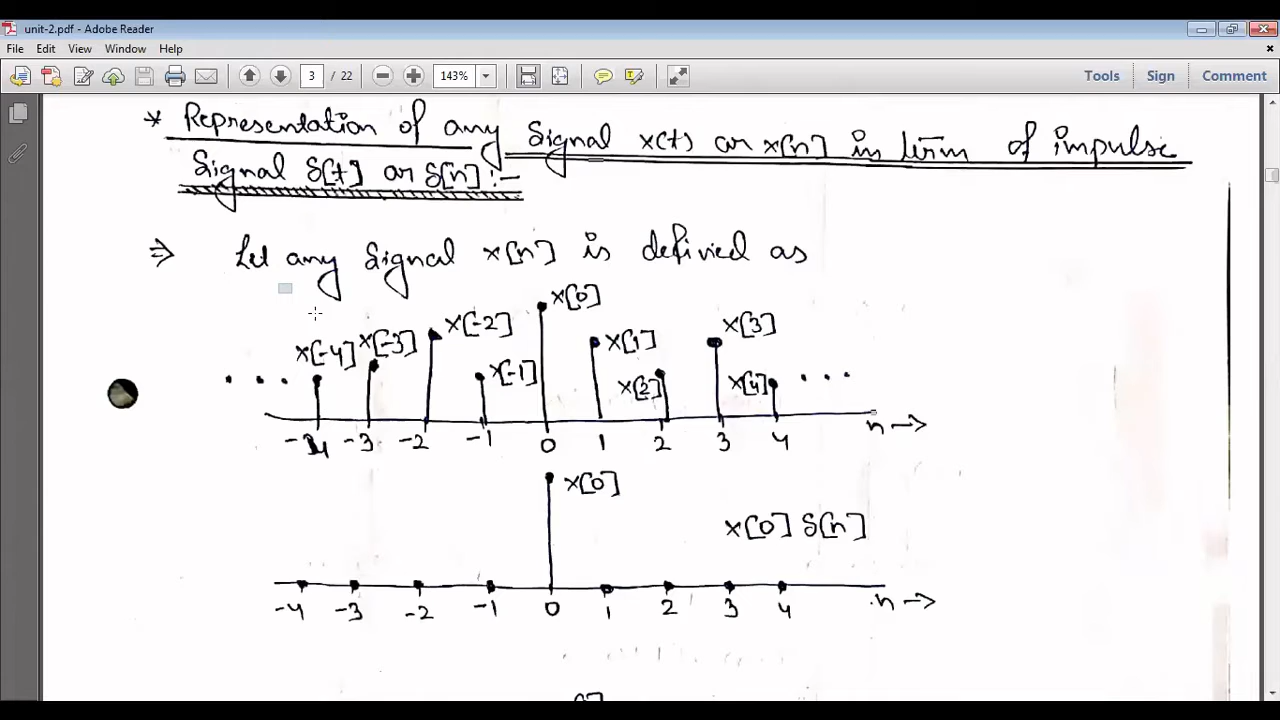 unit-2.pdf - Adobe Reader
File Edit View Window Help
3 / 22 143% Tools Sign Comment
* Representation of any Signal x(t) or x[n] in term of impulse
Signal δ[t] or δ[n] :-
⇒ Let any Signal x[n] is defined as
x[0]
x[-4] x[-3] x[-2] x[-1] x[1] x[2] x[3] x[4]
... ...
-4 -3 -2 -1 0 1 2 3 4 n →
x[0]
x[0] δ[n]
-4 -3 -2 -1 0 1 2 3 4 n →